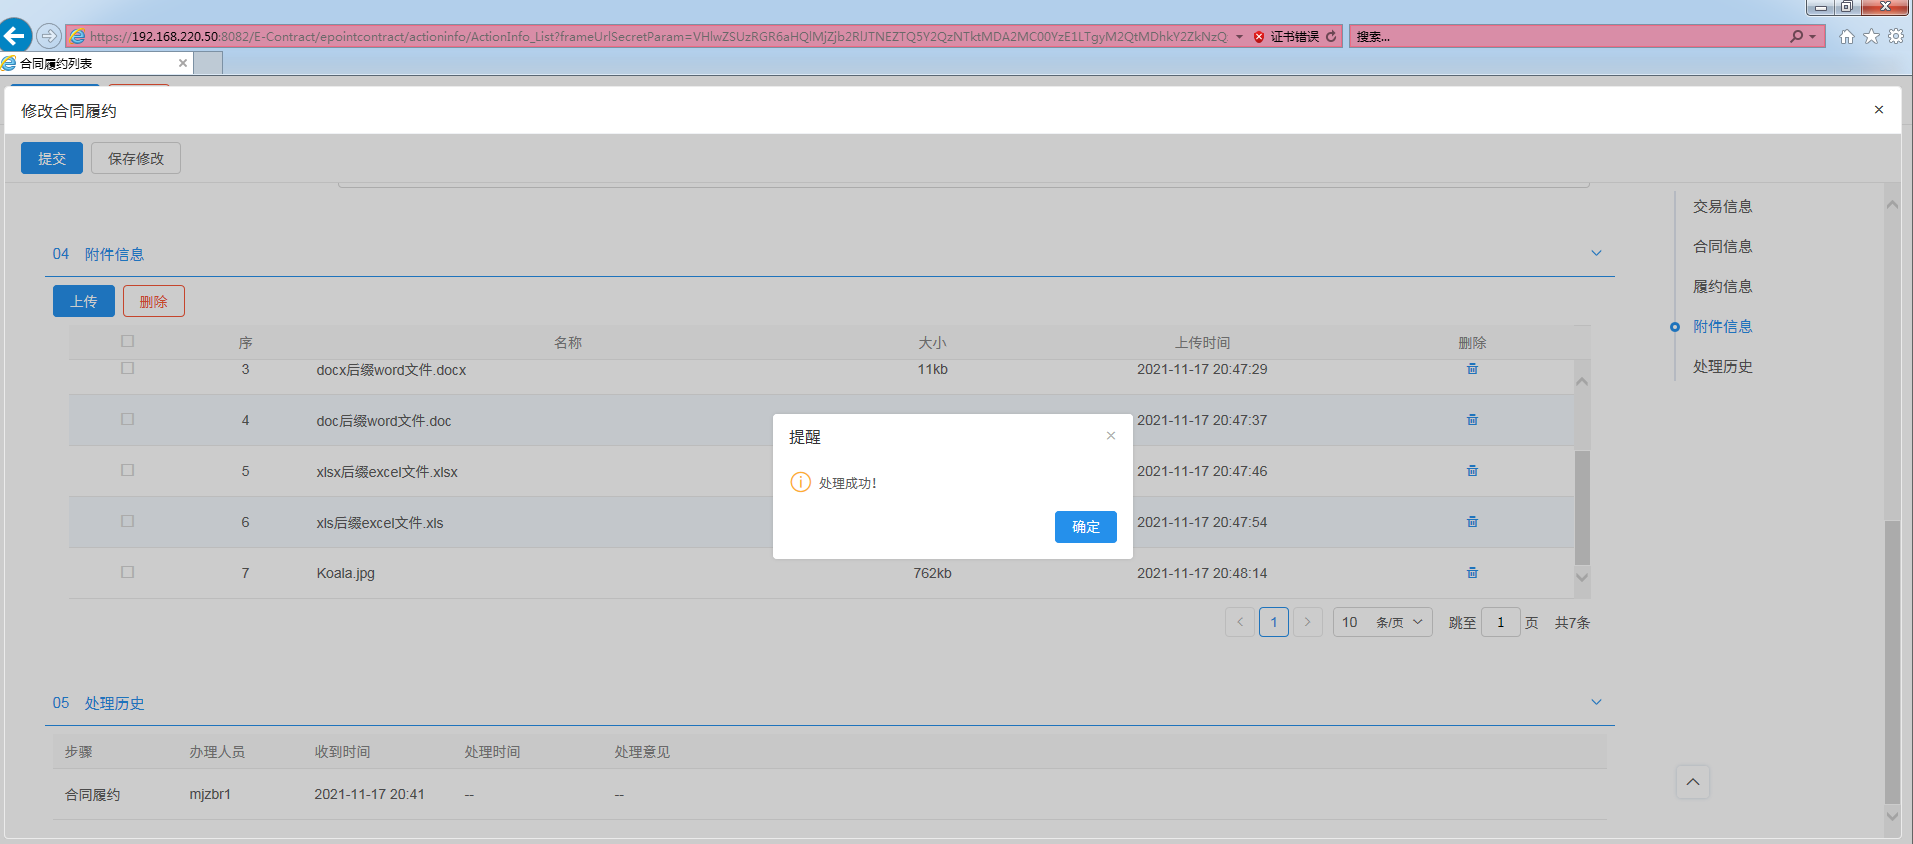 https://192.168.220.50:8082/E-Contract/epointcontract/actioninfo/ActionInfo_List?frameUrlSecretParam= 证书错误 搜索...
合同履约列表
修改合同履约
提交 保存修改
交易信息
合同信息
履约信息
附件信息
处理历史
04 附件信息
上传 删除
序 名称 大小 上传时间 删除
3 docx后缀word文件.docx 11kb 2021-11-17 20:47:29
4 doc后缀word文件.doc 2021-11-17 20:47:37
5 xlsx后缀excel文件.xlsx 2021-11-17 20:47:46
6 xls后缀excel文件.xls 2021-11-17 20:47:54
7 Koala.jpg 762kb 2021-11-17 20:48:14
提醒
处理成功!
确定
1 10 条/页 跳至 1 页 共7条
05 处理历史
步骤 办理人员 收到时间 处理时间 处理意见
合同履约 mjzbr1 2021-11-17 20:41 -- --